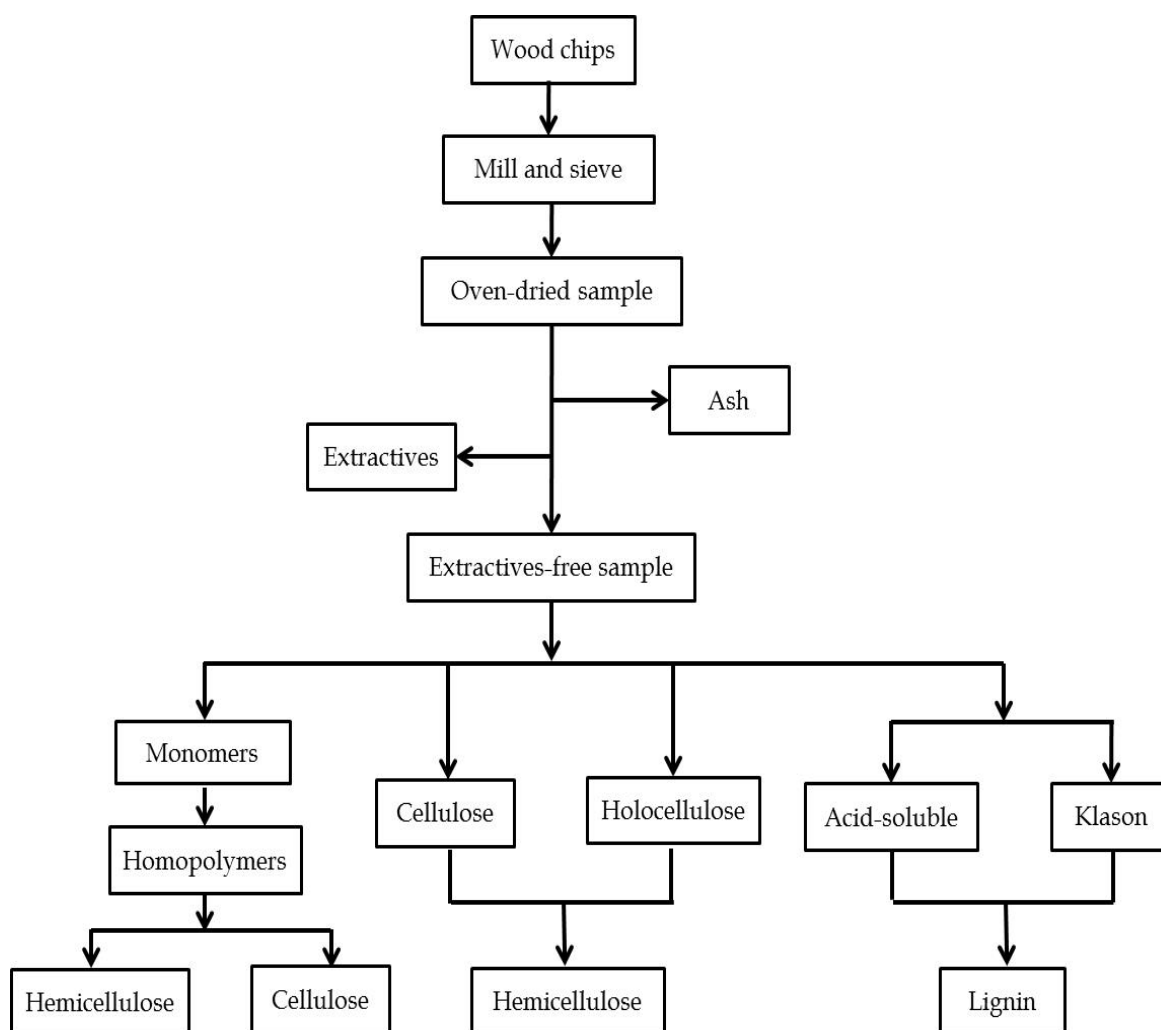 Wood chips
Mill and sieve
Oven-dried sample
Ash
Extractives
Extractives-free sample
Monomers
Cellulose
Holocellulose
Acid-soluble
Klason
Homopolymers
Hemicellulose
Cellulose
Hemicellulose
Lignin